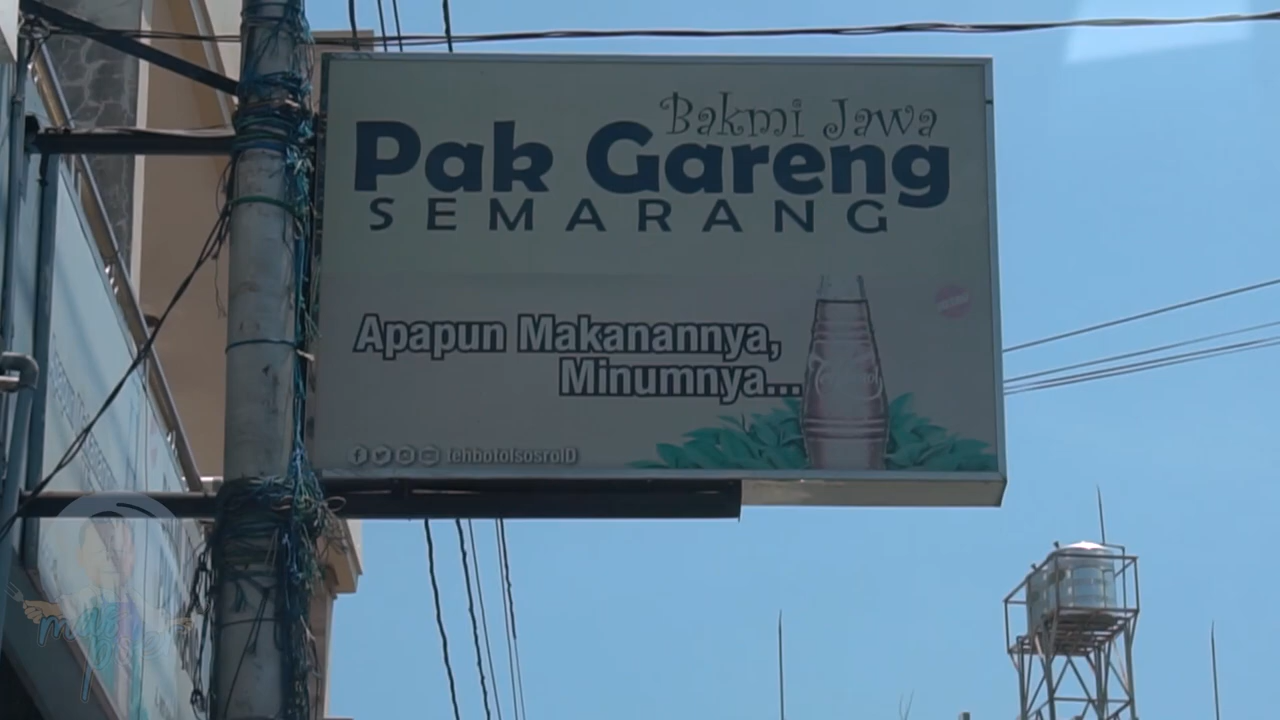 Bakmi Jawa
Pak Gareng
SEMARANG
Apapun Makanannya,
Minumnya...
tehbotolsosroID